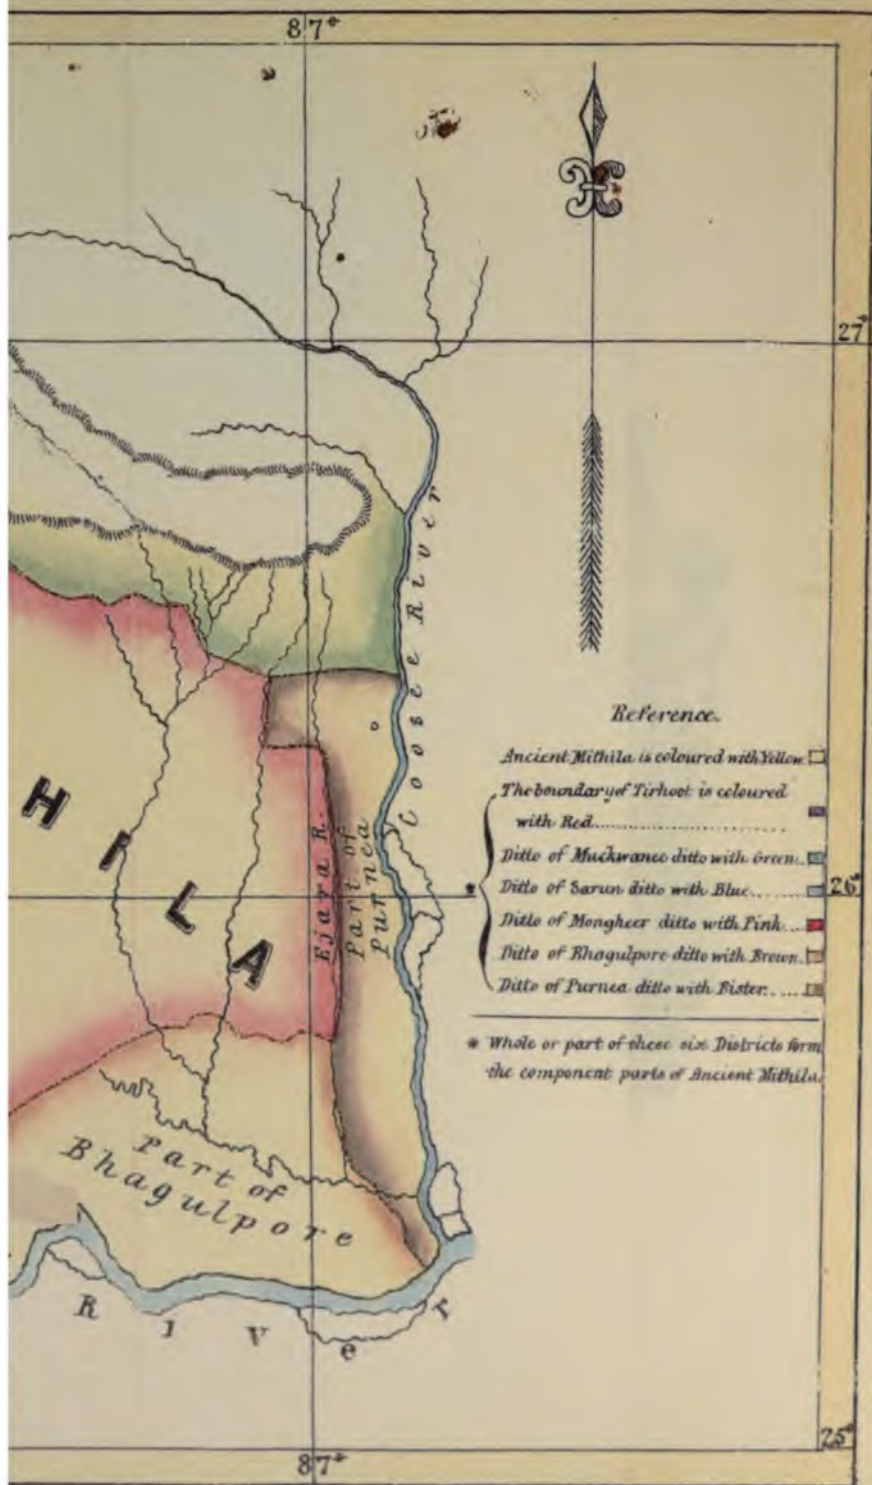 87°
27°
Coosee River
Reference.
Ancient Mithila is coloured with Yellow
The boundary of Tirhoot is coloured
with Red..............................
Ditto of Muckwanee ditto with Green..
Ditto of Sarun ditto with Blue........
* 26°
Ditto of Mongheer ditto with Pink...
Ditto of Bhagulpore ditto with Brown.
Ditto of Purnea ditto with Bister......
* Whole or part of these six Districts form
the component parts of Ancient Mithila.
HILA
Ejara R.
Part of
Purnea
Part of
Bhagulpore
River
25°
87°